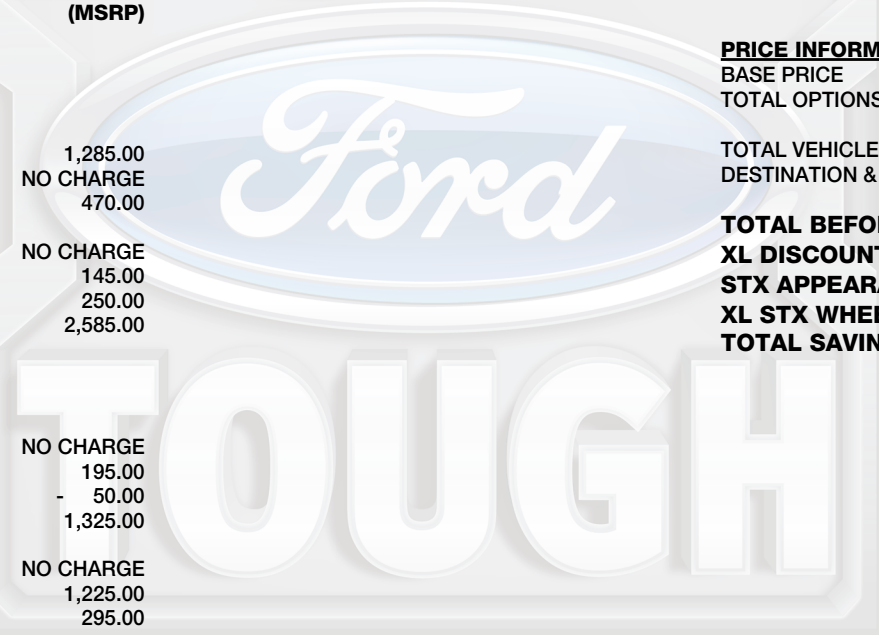 (MSRP)
1,285.00
NO CHARGE
470.00
NO CHARGE
145.00
250.00
2,585.00
NO CHARGE
195.00
- 50.00
1,325.00
NO CHARGE
1,225.00
295.00
Ford
TOUGH
PRICE INFORM
BASE PRICE
TOTAL OPTIONS
TOTAL VEHICLE
DESTINATION &
TOTAL BEFO
XL DISCOUNT
STX APPEAR
XL STX WHEE
TOTAL SAVIN